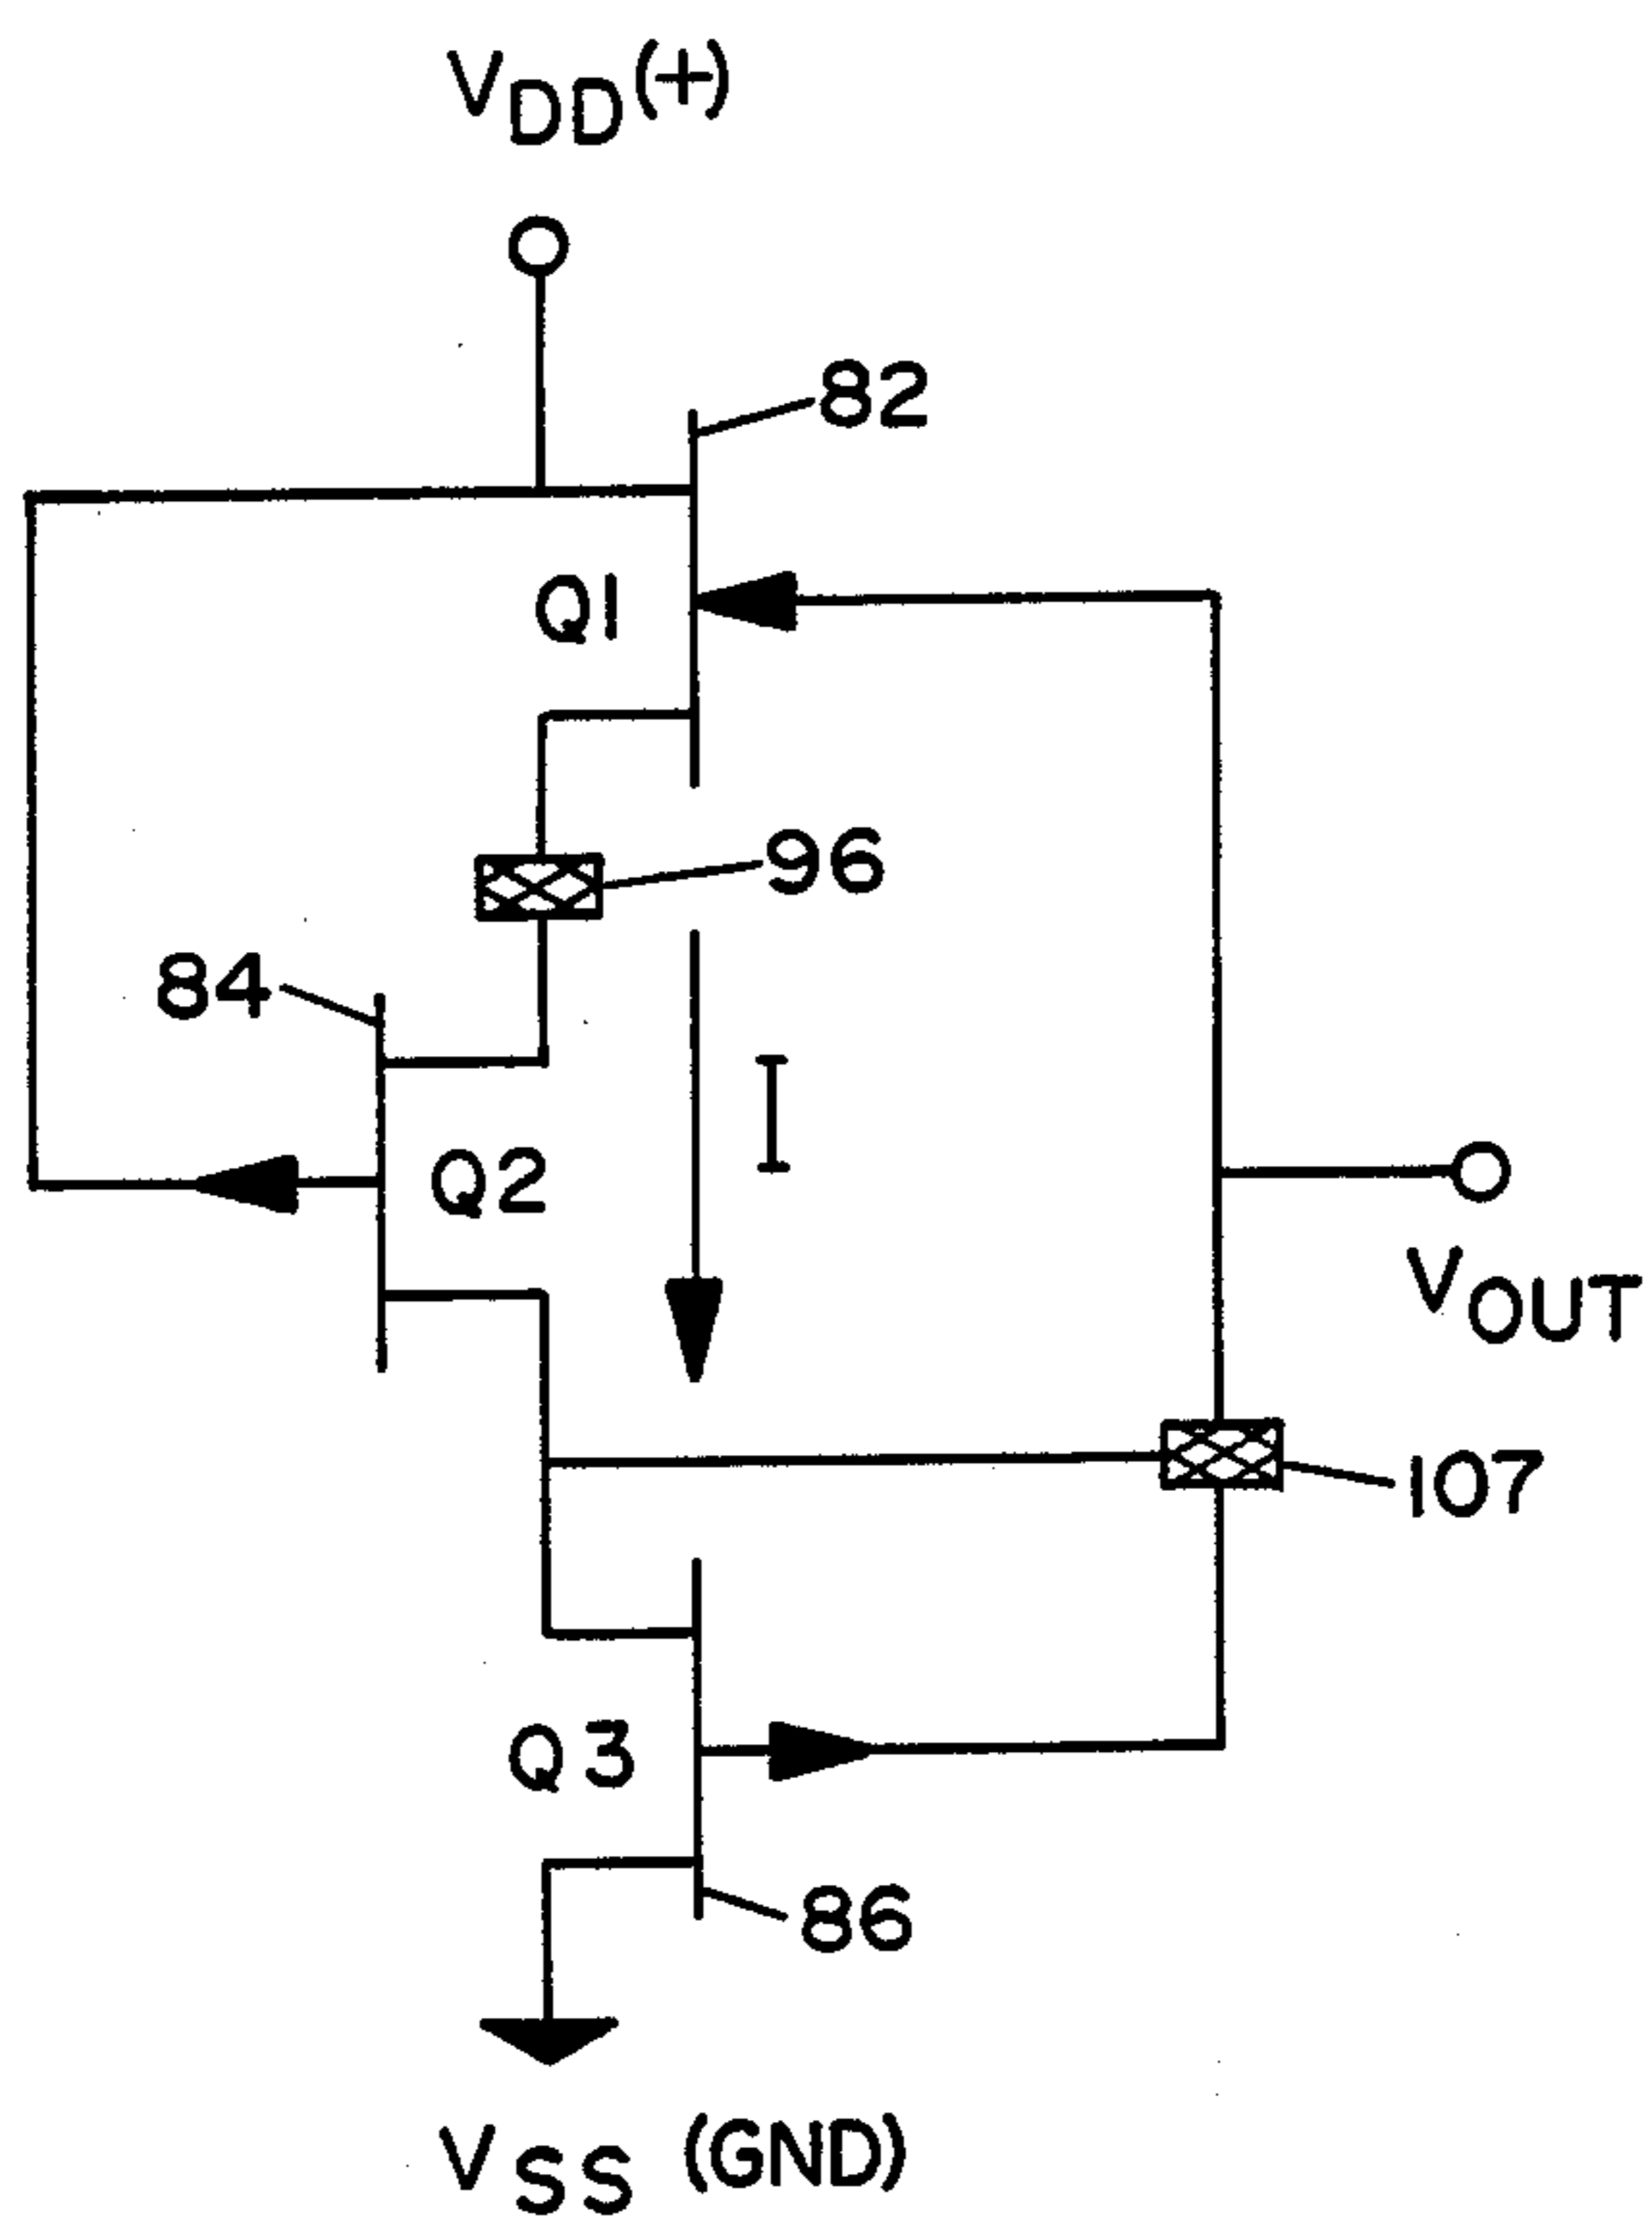 VDD(+)
82
Q1
96
84
Q2
I
VOUT
107
Q3
86
VSS (GND)